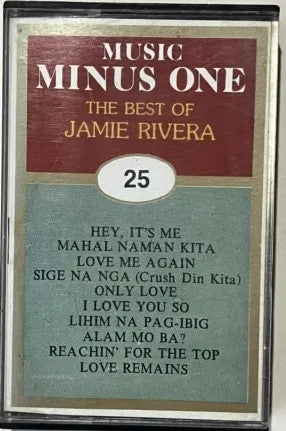 MUSIC
MINUS ONE
THE BEST OF
JAMIE RIVERA
25
HEY, IT'S ME
MAHAL NAMAN KITA
LOVE ME AGAIN
SIGE NA NGA (Crush Din Kita)
ONLY LOVE
I LOVE YOU SO
LIHIM NA PAG-IBIG
ALAM MO BA?
REACHIN' FOR THE TOP
LOVE REMAINS